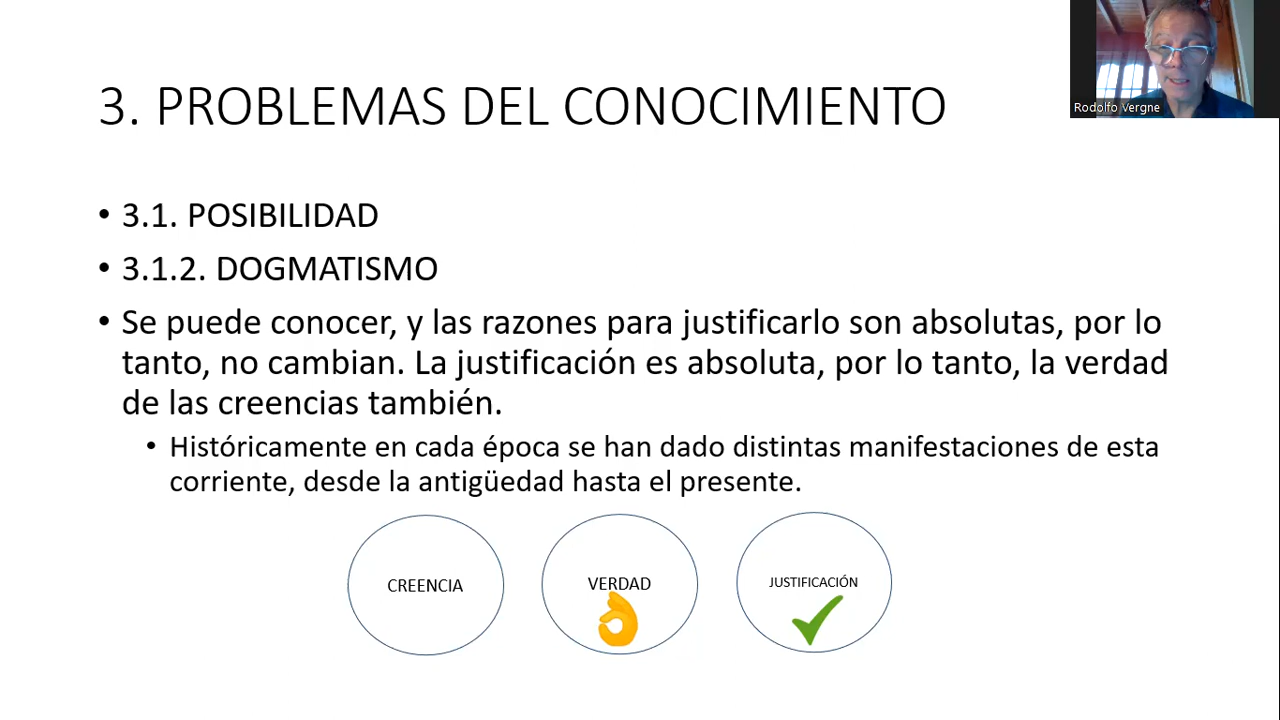 3. PROBLEMAS DEL CONOCIMIENTO
Rodolfo Vergne
• 3.1. POSIBILIDAD
• 3.1.2. DOGMATISMO
• Se puede conocer, y las razones para justificarlo son absolutas, por lo
tanto, no cambian. La justificación es absoluta, por lo tanto, la verdad
de las creencias también.
• Históricamente en cada época se han dado distintas manifestaciones de esta
corriente, desde la antigüedad hasta el presente.
CREENCIA
VERDAD
JUSTIFICACIÓN